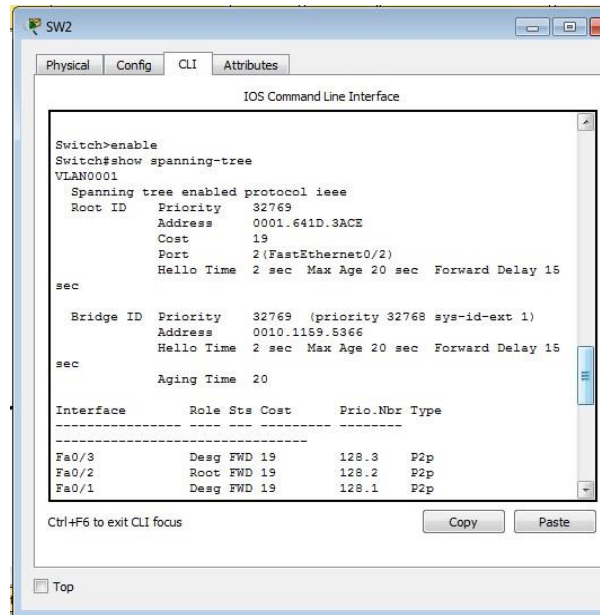 SW2
Physical Config CLI Attributes
IOS Command Line Interface
Switch>enable
Switch#show spanning-tree
VLAN0001
  Spanning tree enabled protocol ieee
  Root ID    Priority    32769
             Address     0001.641D.3ACE
             Cost        19
             Port        2(FastEthernet0/2)
             Hello Time  2 sec  Max Age 20 sec  Forward Delay 15
sec
  Bridge ID  Priority    32769  (priority 32768 sys-id-ext 1)
             Address     0010.1159.5366
             Hello Time  2 sec  Max Age 20 sec  Forward Delay 15
sec
             Aging Time  20
Interface        Role Sts Cost      Prio.Nbr Type
---------------- ---- --- --------- --------
--------------------------------
Fa0/3            Desg FWD 19        128.3    P2p
Fa0/2            Root FWD 19        128.2    P2p
Fa0/1            Desg FWD 19        128.1    P2p
Ctrl+F6 to exit CLI focus Copy Paste
Top